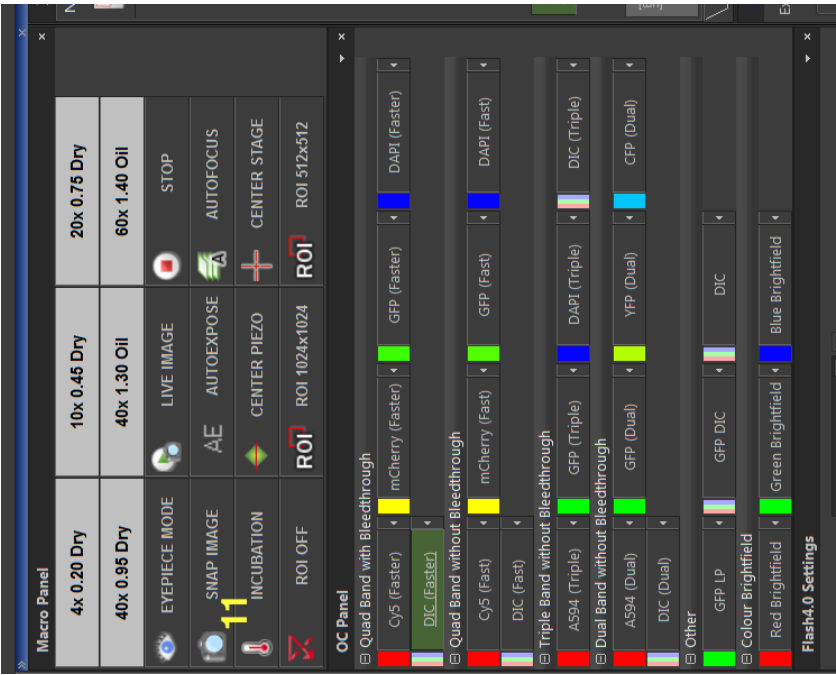 Macro Panel
4x 0.20 Dry 10x 0.45 Dry 20x 0.75 Dry
40x 0.95 Dry 40x 1.30 Oil 60x 1.40 Oil
EYEPIECE MODE LIVE IMAGE STOP
SNAP IMAGE AE AUTOEXPOSE A AUTOFOCUS
11
INCUBATION CENTER PIEZO CENTER STAGE
ROI OFF ROI ROI 1024x1024 ROI ROI 512x512
OC Panel
Quad Band with Bleedthrough
Cy5 (Faster) mCherry (Faster) GFP (Faster) DAPI (Faster)
DIC (Faster)
Quad Band without Bleedthrough
Cy5 (Fast) mCherry (Fast) GFP (Fast) DAPI (Fast)
DIC (Fast)
Triple Band without Bleedthrough
A594 (Triple) GFP (Triple) DAPI (Triple) DIC (Triple)
Dual Band without Bleedthrough
A594 (Dual) GFP (Dual) YFP (Dual) CFP (Dual)
DIC (Dual)
Other
GFP LP GFP DIC DIC
Colour Brightfield
Red Brightfield Green Brightfield Blue Brightfield
Flash4.0 Settings